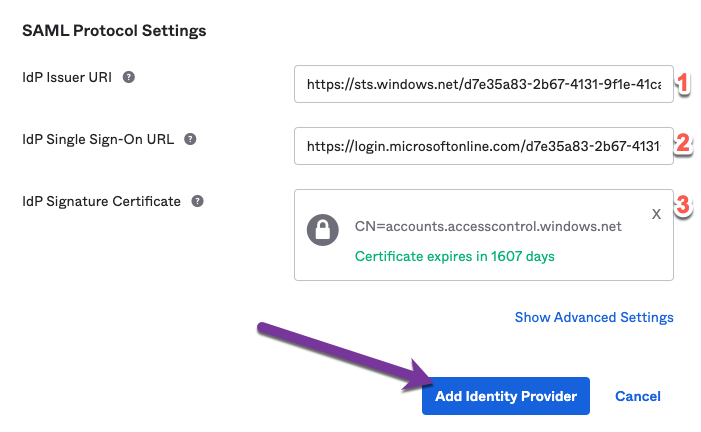 SAML Protocol Settings
IdP Issuer URI ?
https://sts.windows.net/d7e35a83-2b67-4131-9f1e-41ca 1
IdP Single Sign-On URL ?
https://login.microsoftonline.com/d7e35a83-2b67-4131- 2
IdP Signature Certificate ?
3
X
CN=accounts.accesscontrol.windows.net
Certificate expires in 1607 days
Show Advanced Settings
Add Identity Provider Cancel